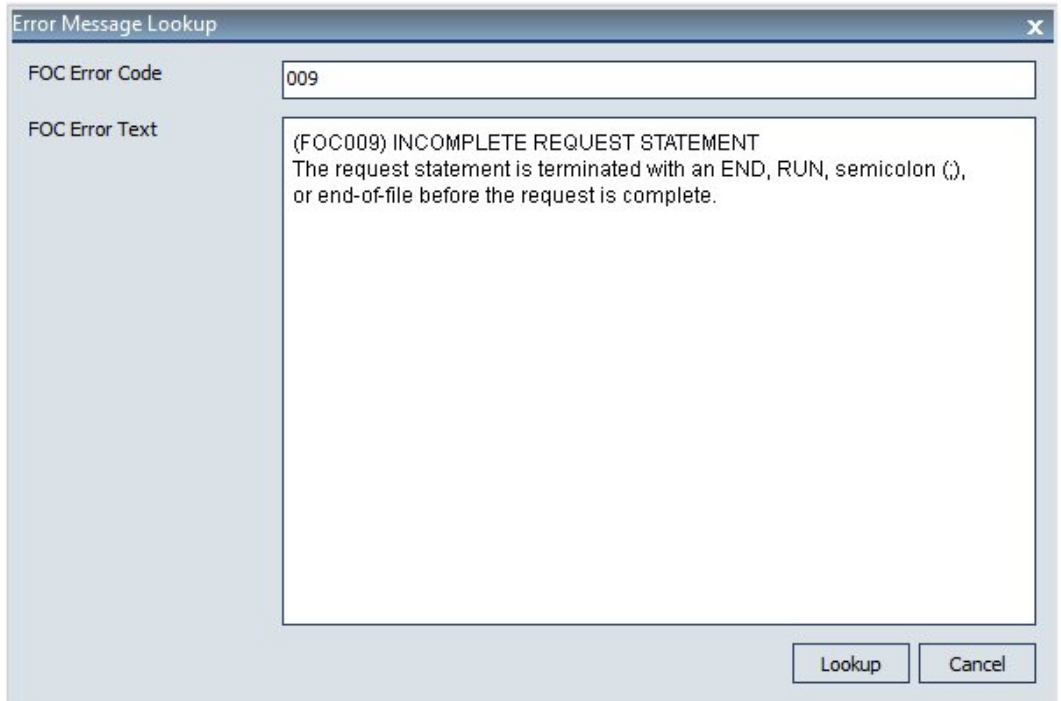 Error Message Lookup
x
FOC Error Code
009
FOC Error Text
(FOC009) INCOMPLETE REQUEST STATEMENT
The request statement is terminated with an END, RUN, semicolon (;),
or end-of-file before the request is complete.
Lookup
Cancel